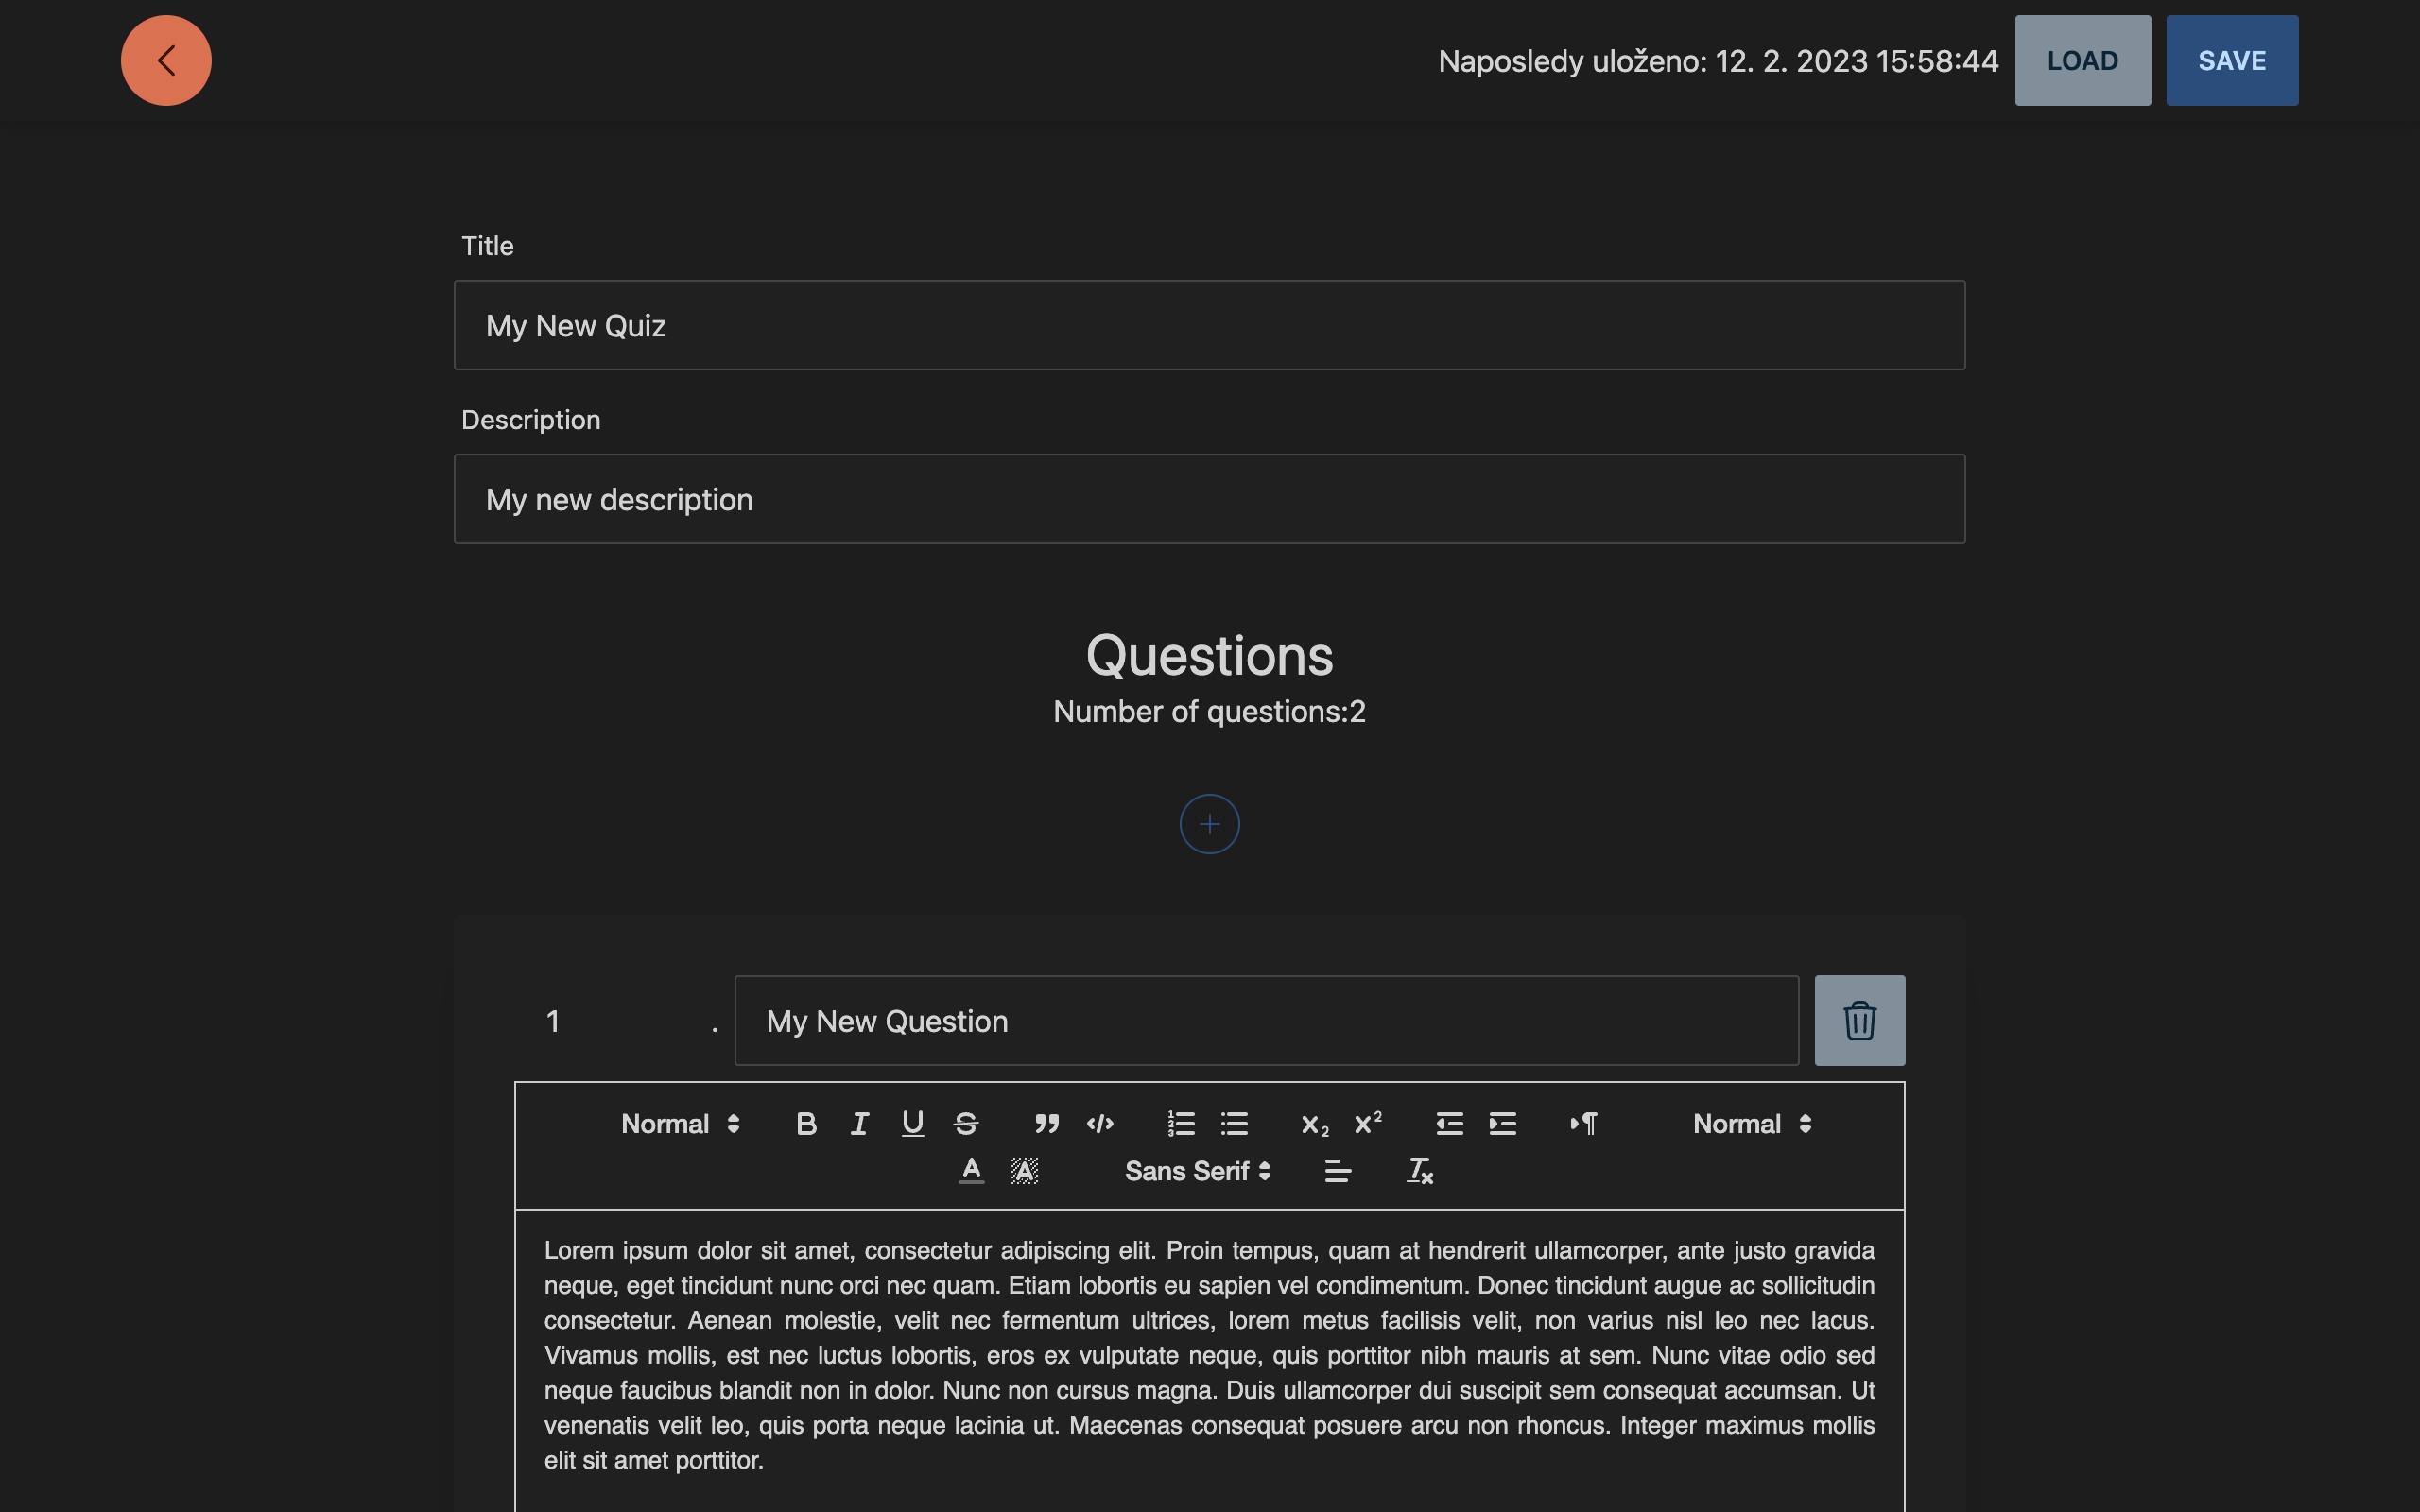 Naposledy uloženo: 12. 2. 2023 15:58:44 LOAD SAVE
Title
My New Quiz
Description
My new description
Questions
Number of questions:2
1 . My New Question
Normal B I U S x₂ x² Normal
A A Sans Serif Tx
Lorem ipsum dolor sit amet, consectetur adipiscing elit. Proin tempus, quam at hendrerit ullamcorper, ante justo gravida
neque, eget tincidunt nunc orci nec quam. Etiam lobortis eu sapien vel condimentum. Donec tincidunt augue ac sollicitudin
consectetur. Aenean molestie, velit nec fermentum ultrices, lorem metus facilisis velit, non varius nisl leo nec lacus.
Vivamus mollis, est nec luctus lobortis, eros ex vulputate neque, quis porttitor nibh mauris at sem. Nunc vitae odio sed
neque faucibus blandit non in dolor. Nunc non cursus magna. Duis ullamcorper dui suscipit sem consequat accumsan. Ut
venenatis velit leo, quis porta neque lacinia ut. Maecenas consequat posuere arcu non rhoncus. Integer maximus mollis
elit sit amet porttitor.